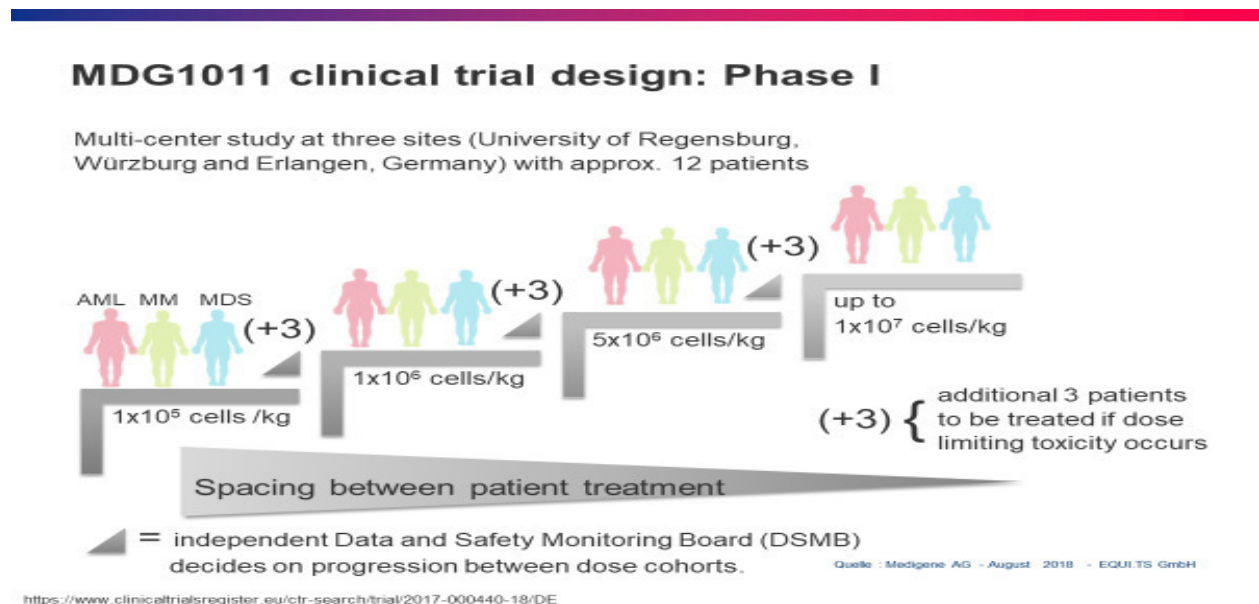 MDG1011 clinical trial design: Phase I
Multi-center study at three sites (University of Regensburg,
Würzburg and Erlangen, Germany) with approx. 12 patients
AML MM MDS
(+3)
1x10⁵ cells /kg
(+3)
1x10⁶ cells/kg
(+3)
5x10⁶ cells/kg
up to
1x10⁷ cells/kg
(+3) { additional 3 patients
to be treated if dose
limiting toxicity occurs
Spacing between patient treatment
= independent Data and Safety Monitoring Board (DSMB)
decides on progression between dose cohorts.
Quelle : Medigene AG - August 2018 - EQUI.TS GmbH
https://www.clinicaltrialsregister.eu/ctr-search/trial/2017-000440-18/DE